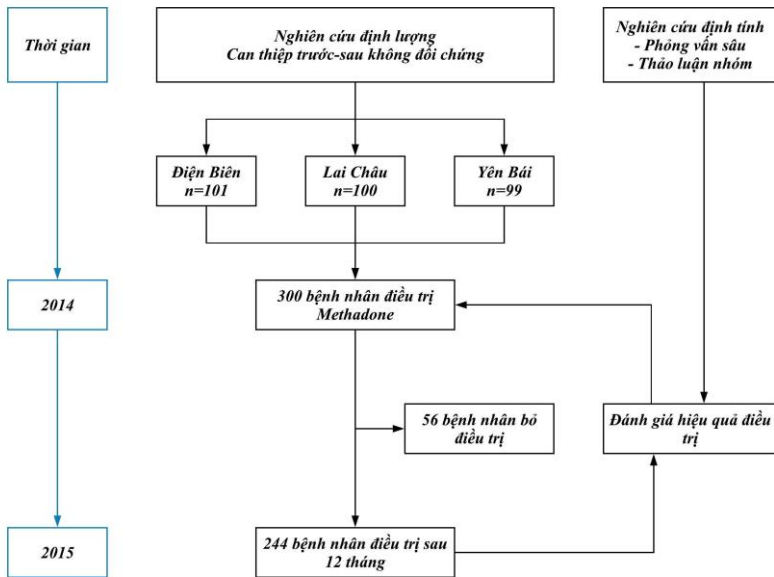 Thời gian
Nghiên cứu định lượng
Can thiệp trước-sau không đối chứng
Nghiên cứu định tính
- Phỏng vấn sâu
- Thảo luận nhóm
Điện Biên
n=101
Lai Châu
n=100
Yên Bái
n=99
2014
300 bệnh nhân điều trị
Methadone
56 bệnh nhân bỏ
điều trị
Đánh giá hiệu quả điều
trị
2015
244 bệnh nhân điều trị sau
12 tháng